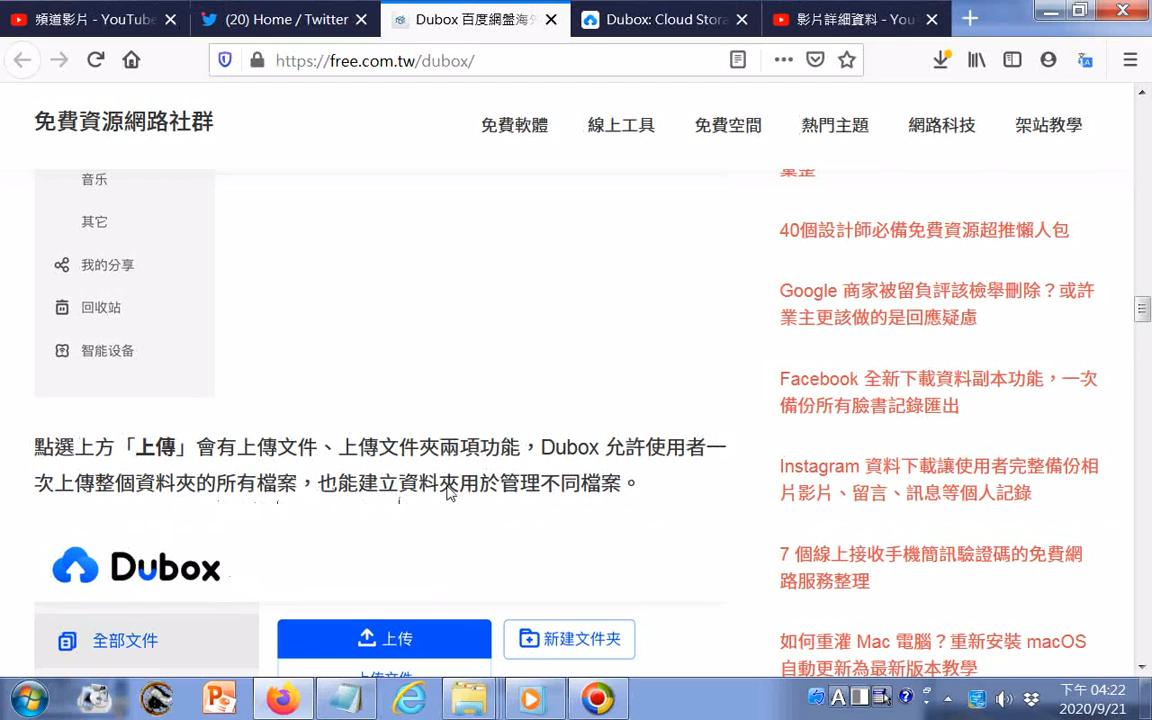 頻道影片 - YouTube
(20) Home / Twitter
Dubox 百度網盤海外
Dubox: Cloud Stora
影片詳細資料 - You
https://free.com.tw/dubox/
免費資源網路社群
免費軟體 線上工具 免費空間 熱門主題 網路科技 架站教學
音乐
其它
我的分享
回收站
智能设备
點選上方「上傳」會有上傳文件、上傳文件夾兩項功能，Dubox 允許使用者一
次上傳整個資料夾的所有檔案，也能建立資料夾用於管理不同檔案。
Dubox
全部文件
上传
新建文件夹
上传文件
彙整
40個設計師必備免費資源超推懶人包
Google 商家被留負評該檢舉刪除？或許
業主更該做的是回應疑慮
Facebook 全新下載資料副本功能，一次
備份所有臉書記錄匯出
Instagram 資料下載讓使用者完整備份相
片影片、留言、訊息等個人記錄
7 個線上接收手機簡訊驗證碼的免費網
路服務整理
如何重灌 Mac 電腦？重新安裝 macOS
自動更新為最新版本教學
A
下午 04:22
2020/9/21